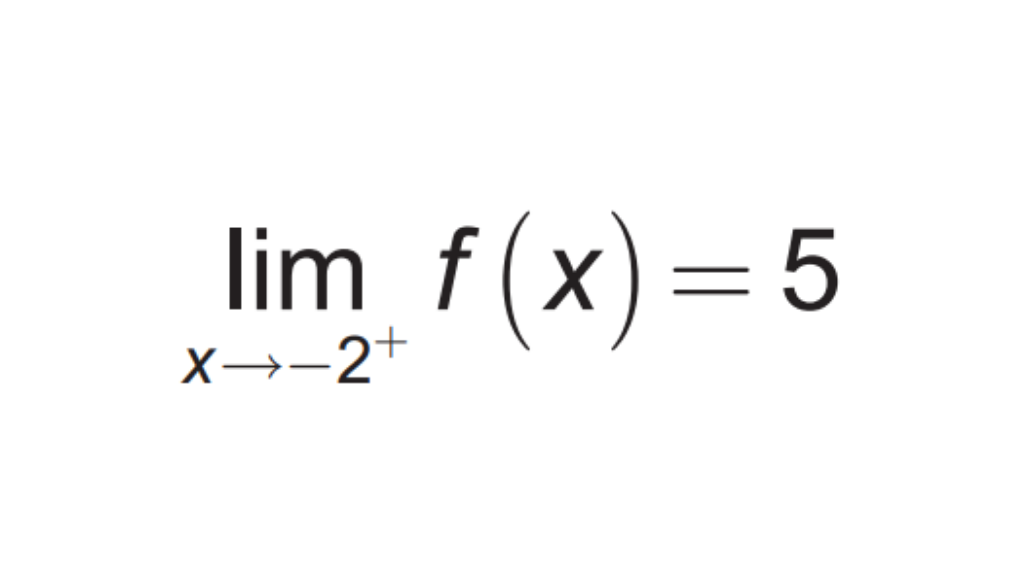 lim f(x) = 5
x→−2⁺